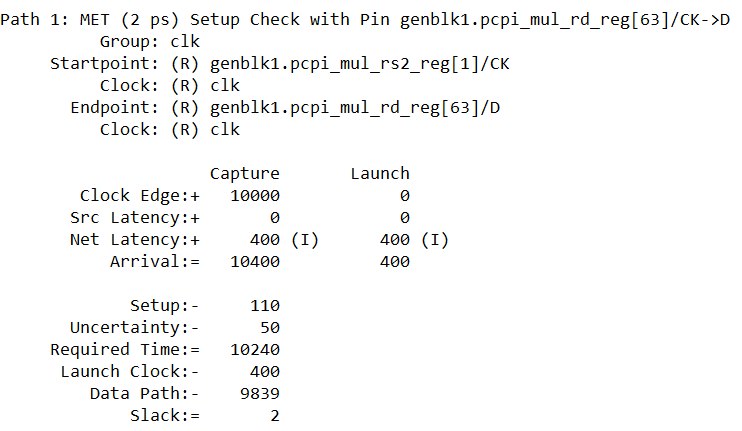 Path 1: MET (2 ps) Setup Check with Pin genblk1.pcpi_mul_rd_reg[63]/CK->D
Group: clk
Startpoint: (R) genblk1.pcpi_mul_rs2_reg[1]/CK
Clock: (R) clk
Endpoint: (R) genblk1.pcpi_mul_rd_reg[63]/D
Clock: (R) clk
Capture Launch
Clock Edge:+ 10000 0
Src Latency:+ 0 0
Net Latency:+ 400 (I) 400 (I)
Arrival:= 10400 400
Setup:- 110
Uncertainty:- 50
Required Time:= 10240
Launch Clock:- 400
Data Path:- 9839
Slack:= 2